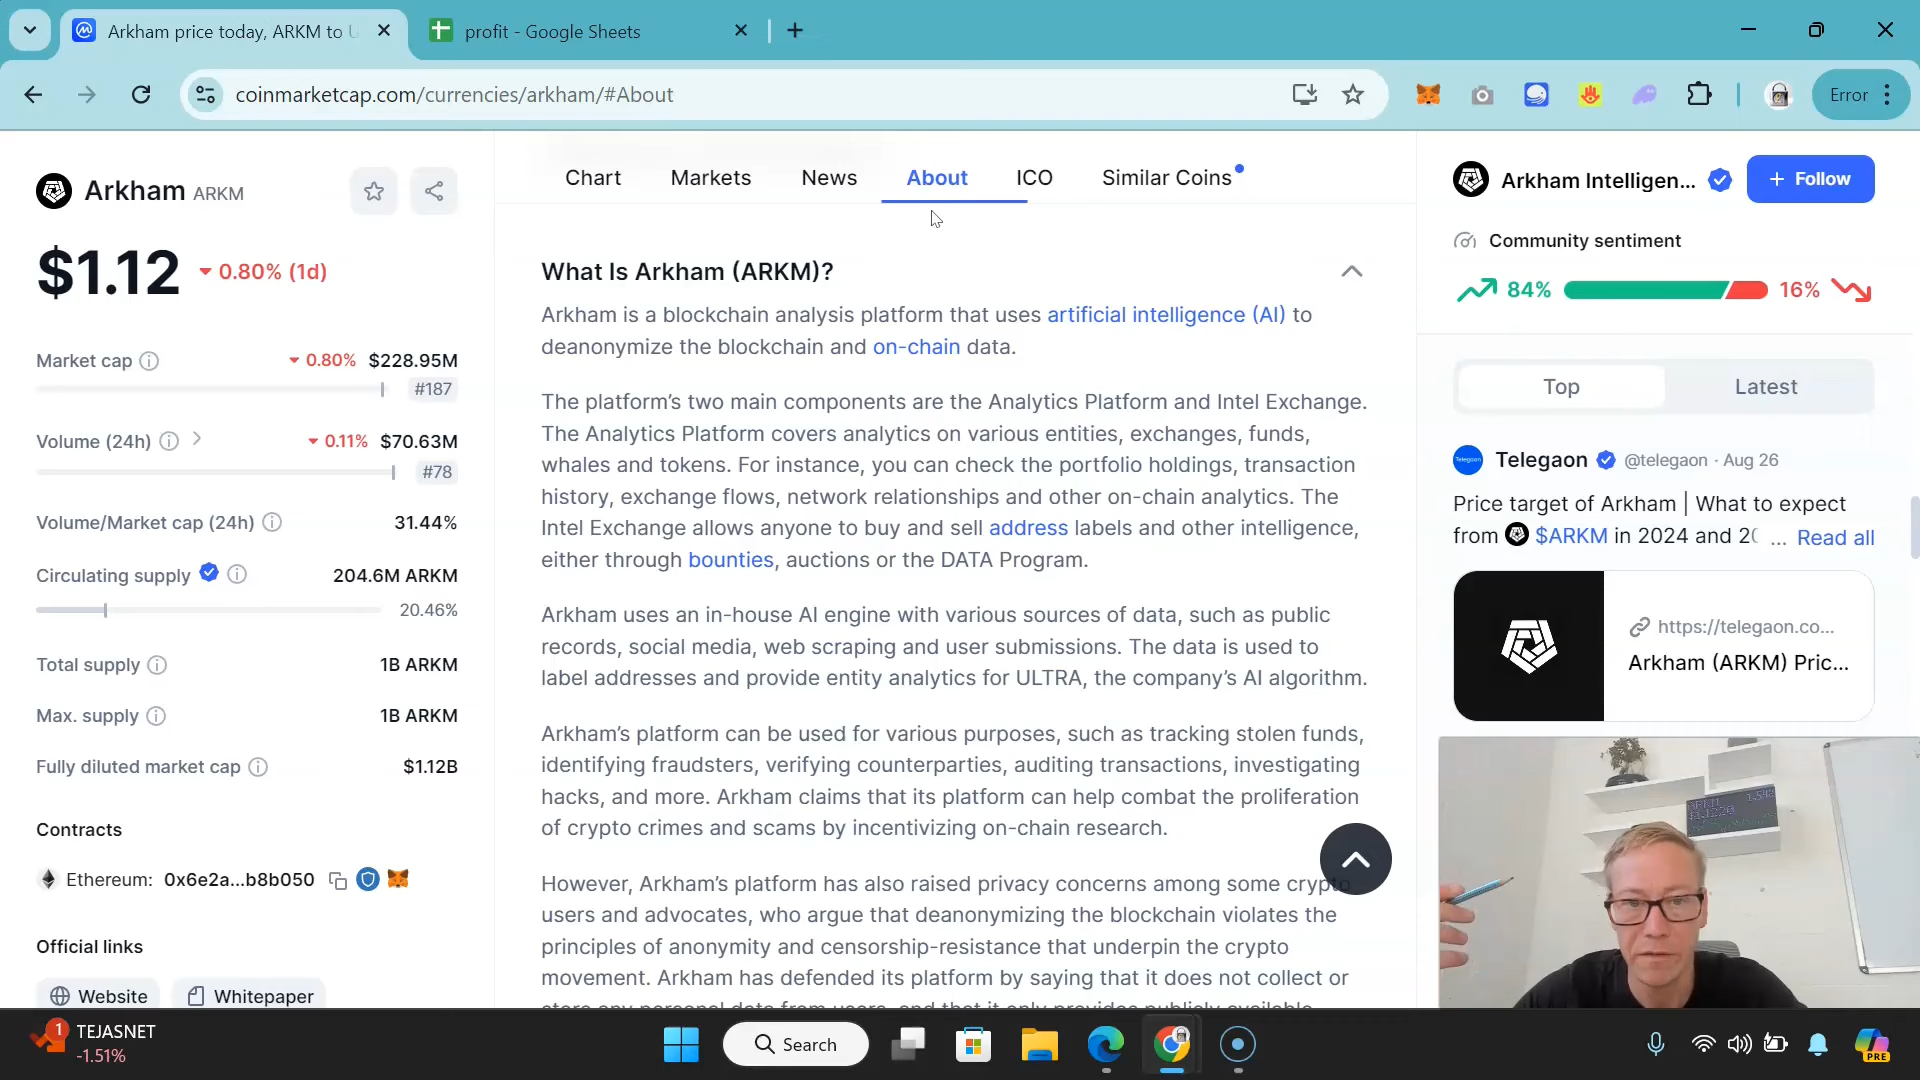 Arkham price today, ARKM to U
profit - Google Sheets
coinmarketcap.com/currencies/arkham/#About
Error
Arkham ARKM
$1.12 0.80% (1d)
Market cap 0.80% $228.95M
#187
Volume (24h) 0.11% $70.63M
#78
Volume/Market cap (24h) 31.44%
Circulating supply 204.6M ARKM
20.46%
Total supply 1B ARKM
Max. supply 1B ARKM
Fully diluted market cap $1.12B
Contracts
Ethereum: 0x6e2a...b8b050
Official links
Website Whitepaper
Chart Markets News About ICO Similar Coins
What Is Arkham (ARKM)?
Arkham is a blockchain analysis platform that uses artificial intelligence (AI) to
deanonymize the blockchain and on-chain data.
The platform's two main components are the Analytics Platform and Intel Exchange.
The Analytics Platform covers analytics on various entities, exchanges, funds,
whales and tokens. For instance, you can check the portfolio holdings, transaction
history, exchange flows, network relationships and other on-chain analytics. The
Intel Exchange allows anyone to buy and sell address labels and other intelligence,
either through bounties, auctions or the DATA Program.
Arkham uses an in-house AI engine with various sources of data, such as public
records, social media, web scraping and user submissions. The data is used to
label addresses and provide entity analytics for ULTRA, the company's AI algorithm.
Arkham's platform can be used for various purposes, such as tracking stolen funds,
identifying fraudsters, verifying counterparties, auditing transactions, investigating
hacks, and more. Arkham claims that its platform can help combat the proliferation
of crypto crimes and scams by incentivizing on-chain research.
However, Arkham's platform has also raised privacy concerns among some crypto
users and advocates, who argue that deanonymizing the blockchain violates the
principles of anonymity and censorship-resistance that underpin the crypto
movement. Arkham has defended its platform by saying that it does not collect or
store any personal data from users, and that it only provides publicly available
Arkham Intelligen... + Follow
Community sentiment
84% 16%
Top Latest
Telegaon @telegaon · Aug 26
Price target of Arkham | What to expect
from $ARKM in 2024 and 20 ... Read all
https://telegaon.co...
Arkham (ARKM) Pric...
1
TEJASNET
-1.51%
Search
PRE